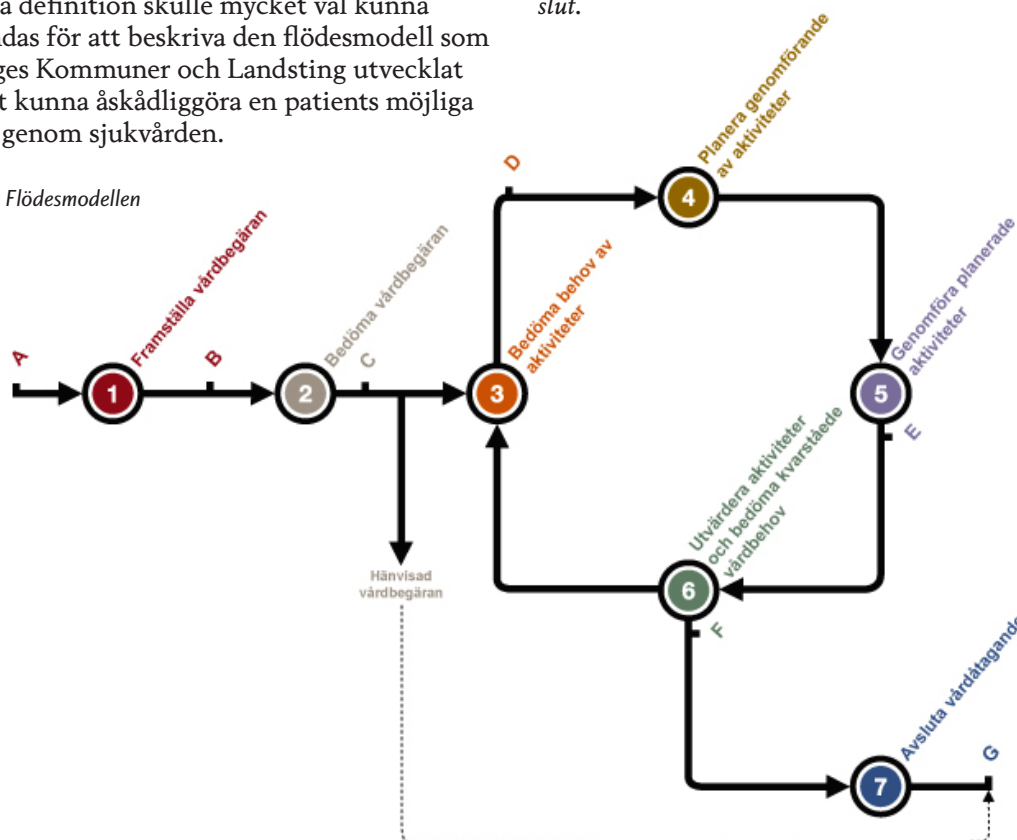 definition skulle mycket väl kunna
das för att beskriva den flödesmodell som
ges Kommuner och Landsting utvecklat
t kunna åskådliggöra en patients möjliga
genom sjukvården.
slut.
Flödesmodellen
A
1
Framställa vårdbegäran
B
2
Bedöma vårdbegäran
C
Hänvisad
vårdbegäran
3
Bedöma behov av
aktiviteter
D
4
Planera genomförande
av aktiviteter
5
Genomföra planerade
aktiviteter
E
6
Utvärdera aktiviteter
och bedöma kvarståede
vårdbehov
F
7
Avsluta vårdåtagande
G